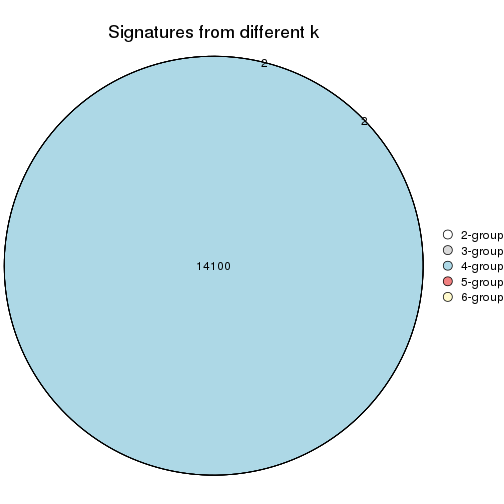 Signatures from different k
2
2
14100
2-group
3-group
4-group
5-group
6-group